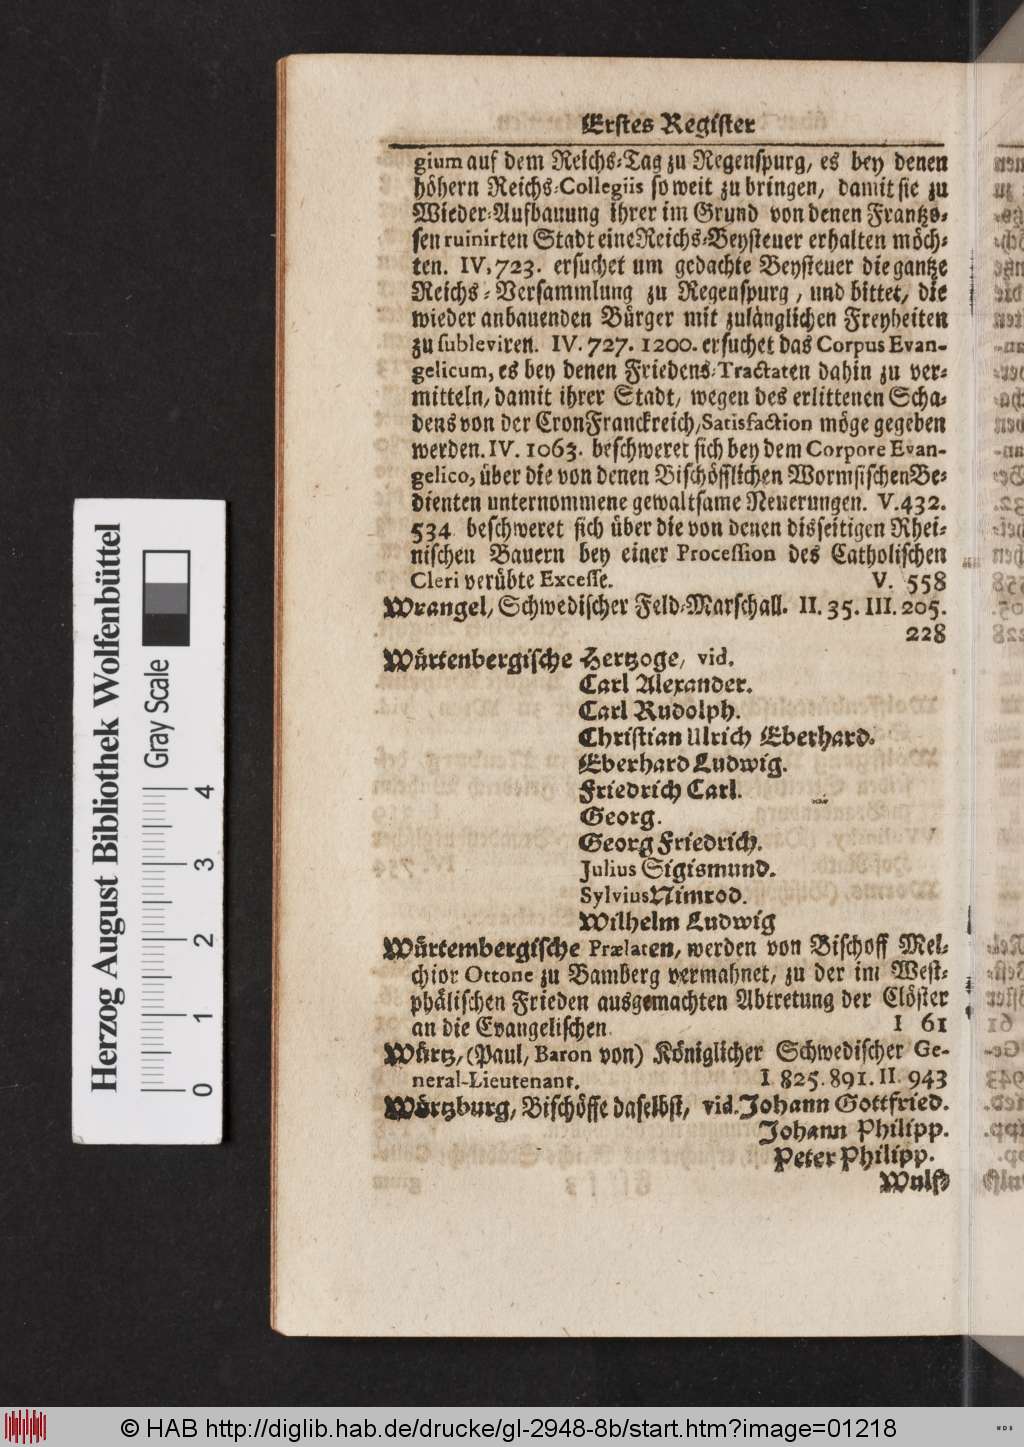 Erstes Register
gium auf dem Reichs-Tag zu Regenspurg, es bey denen
höhern Reichs-Collegiis so weit zu bringen, damit sie zu
Wieder-Aufbauung ihrer im Grund von denen Frantzo-
sen ruinirten Stadt eine Reichs-Beysteuer erhalten möch-
ten. IV, 723. ersuchet um gedachte Beysteuer die gantze
Reichs-Versammlung zu Regenspurg, und bittet, die
wieder anbauenden Bürger mit zulänglichen Freyheiten
zu subleviren. IV. 727. 1200. ersuchet das Corpus Evan-
gelicum, es bey denen Friedens-Tractaten dahin zu ver-
mitteln, damit ihrer Stadt, wegen des erlittenen Scha-
dens von der Cron Franckreich, Satisfaction möge gegeben
werden. IV. 1063. beschweret sich bey dem Corpore Evan-
gelico, über die von denen Bischöfflichen Wormsischen Be-
dienten unternommene gewaltsame Neuerungen. V. 432.
534 beschweret sich über die von denen disseitigen Rhei-
nischen Bauern bey einer Procession des Catholischen
Cleri verübte Excesse. V. 558
Wrangel, Schwedischer Feld-Marschall. II. 35. III. 205.
228
Würtenbergische Hertzoge, vid.
Carl Alexander.
Carl Rudolph.
Christian Ulrich Eberhard.
Eberhard Ludwig.
Friedrich Carl.
Georg.
Georg Friedrich.
Julius Sigismund.
Sylvius Nimrod.
Wilhelm Ludwig
Würtembergische Prælaten, werden von Bischoff Mel-
chior Ottone zu Bamberg vermahnet, zu der im West-
phälischen Frieden ausgemachten Abtretung der Clöster
an die Evangelischen. I 61
Würtz, (Paul, Baron von) Königlicher Schwedischer Ge-
neral-Lieutenant. I. 825. 891. II. 943
Würtzburg, Bischöffe daselbst, vid. Johann Gottfried.
Johann Philipp.
Peter Philipp.
Wulff
Herzog August Bibliothek Wolfenbüttel
Gray Scale
0 1 2 3 4
© HAB http://diglib.hab.de/drucke/gl-2948-8b/start.htm?image=01218